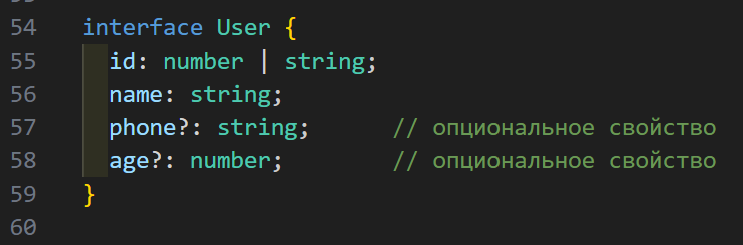 54 interface User {
55 id: number | string;
56 name: string;
57 phone?: string; // опциональное свойство
58 age?: number; // опциональное свойство
59 }
60